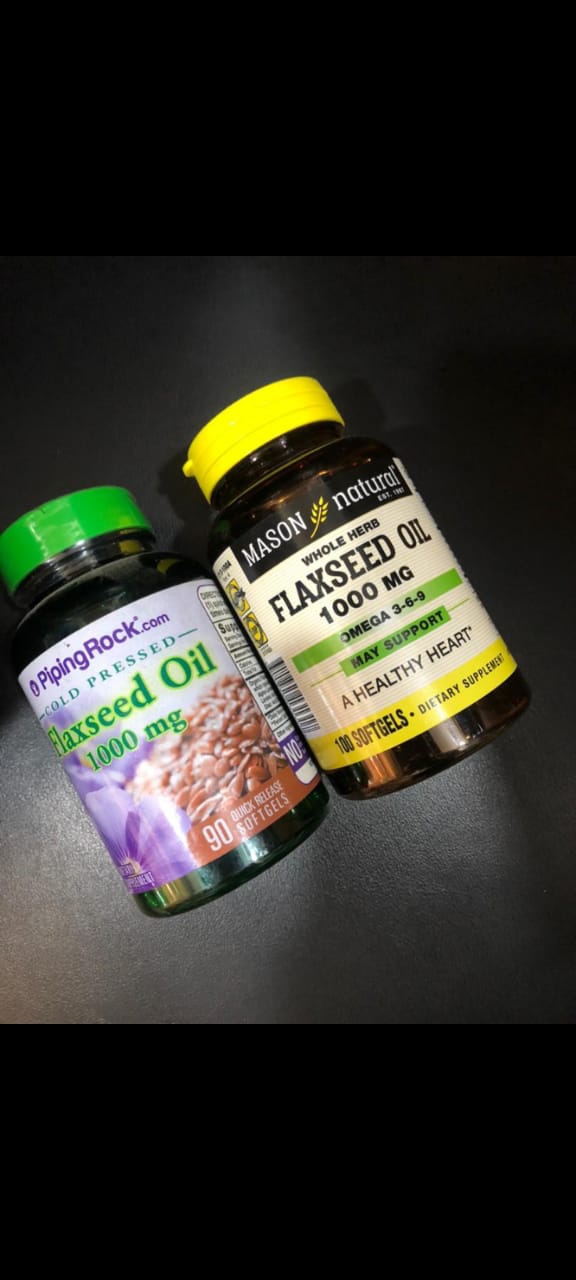 PipingRock.com
COLD PRESSED
Flaxseed Oil
1000 mg
90 QUICK RELEASE
SOFTGELS
NO
MASON natural
EST. 1967
WHOLE HERB
FLAXSEED OIL
1000 MG
OMEGA 3-6-9
MAY SUPPORT
A HEALTHY HEART*
100 SOFTGELS • DIETARY SUPPLEMENT